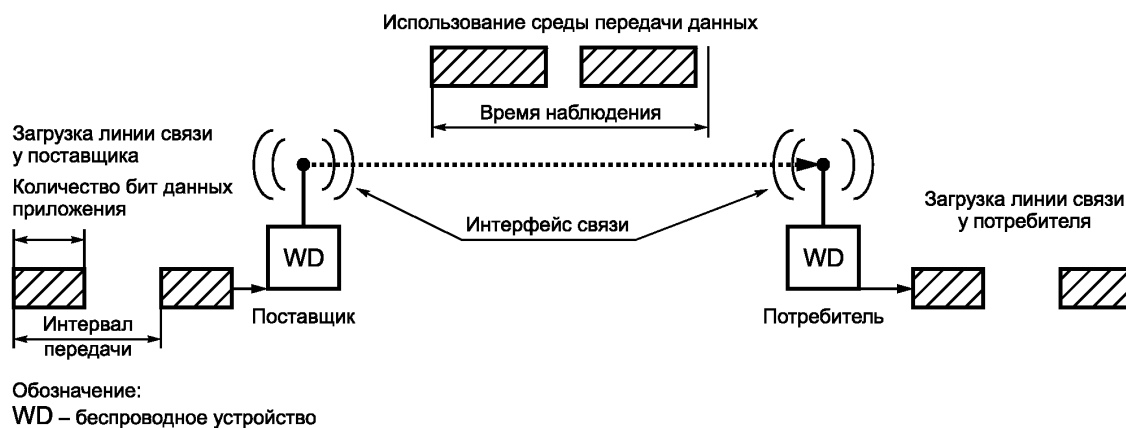 Использование среды передачи данных
Время наблюдения
Загрузка линии связи
у поставщика
Количество бит данных
приложения
Интерфейс связи
Загрузка линии связи
у потребителя
WD
WD
Поставщик
Потребитель
Интервал
передачи
Обозначение:
WD – беспроводное устройство